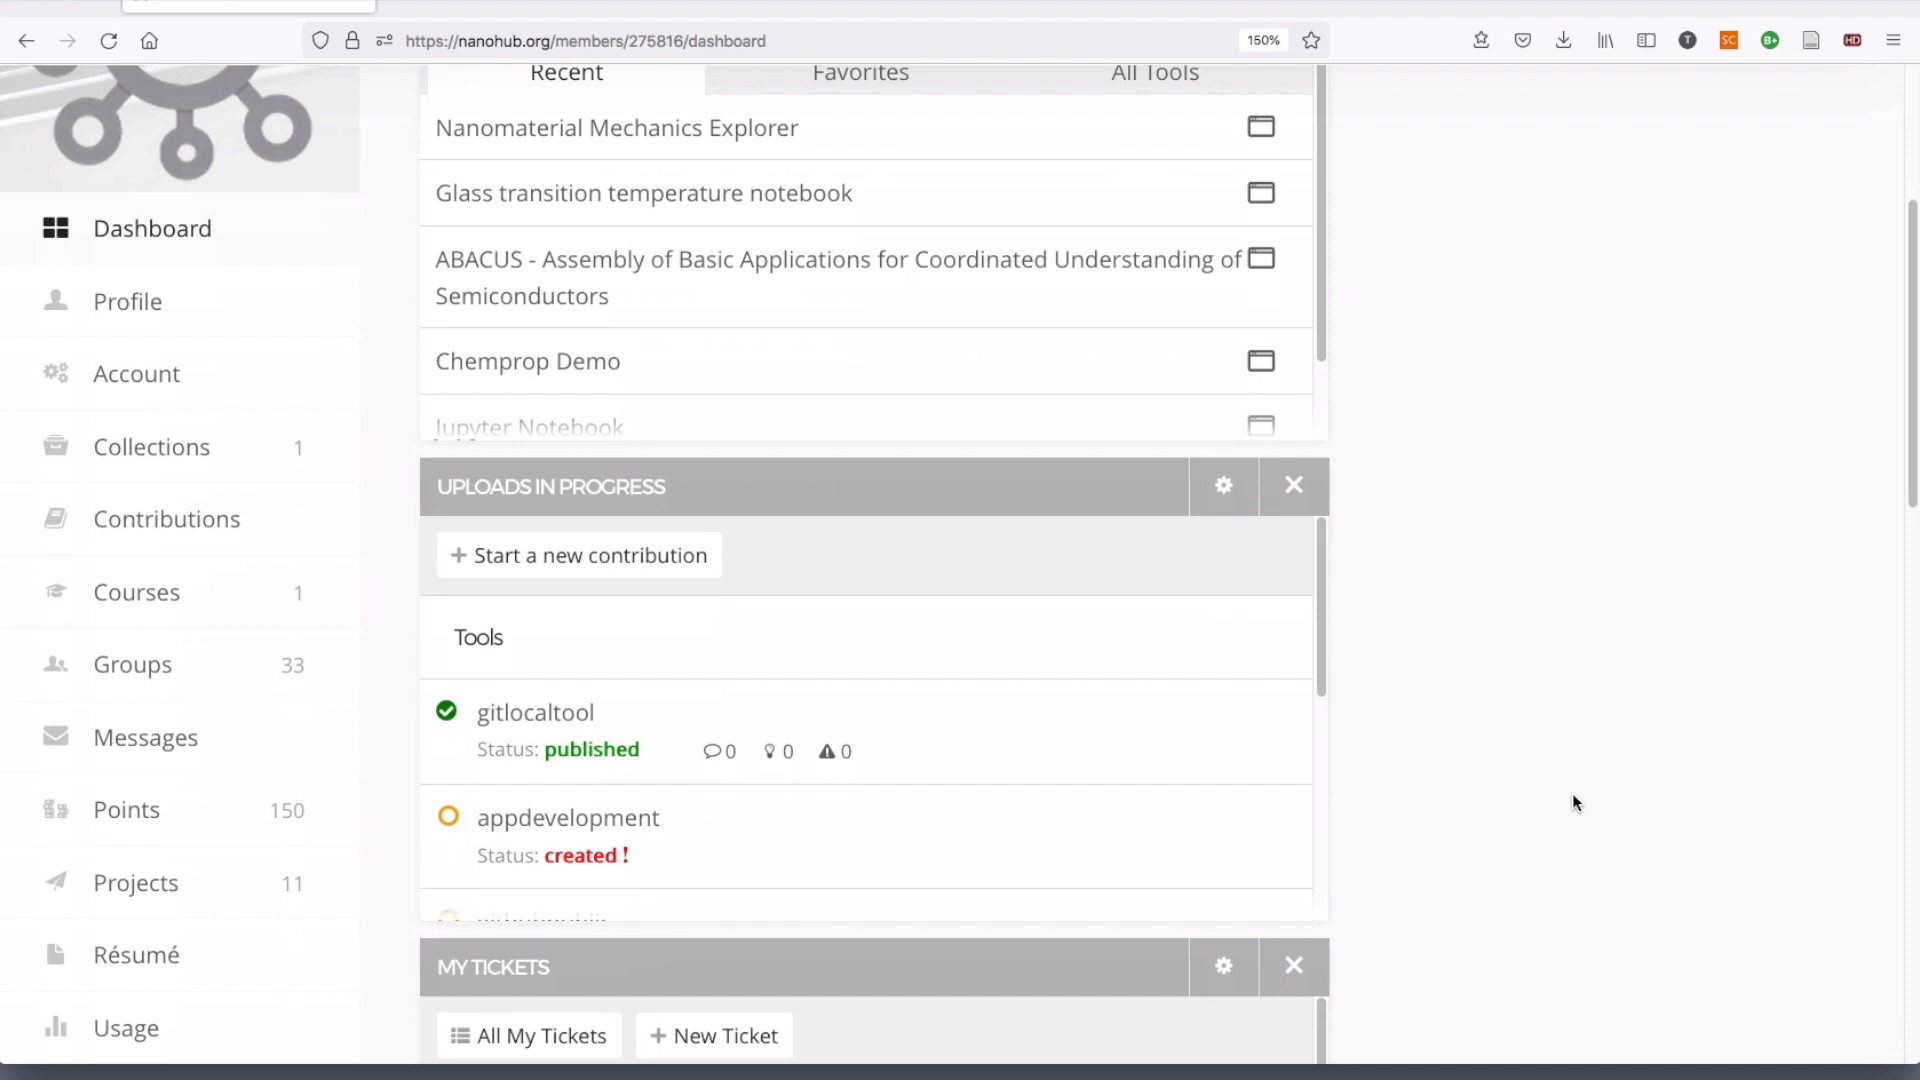 https://nanohub.org/members/275816/dashboard
150%
Recent
Favorites
All Tools
Nanomaterial Mechanics Explorer
Glass transition temperature notebook
ABACUS - Assembly of Basic Applications for Coordinated Understanding of
Semiconductors
Chemprop Demo
Jupyter Notebook
Dashboard
Profile
Account
Collections 1
Contributions
Courses 1
Groups 33
Messages
Points 150
Projects 11
Résumé
Usage
UPLOADS IN PROGRESS
+ Start a new contribution
Tools
gitlocaltool
Status: published 0 0 0
appdevelopment
Status: created !
MY TICKETS
All My Tickets
+ New Ticket
T
SC
B+
HD